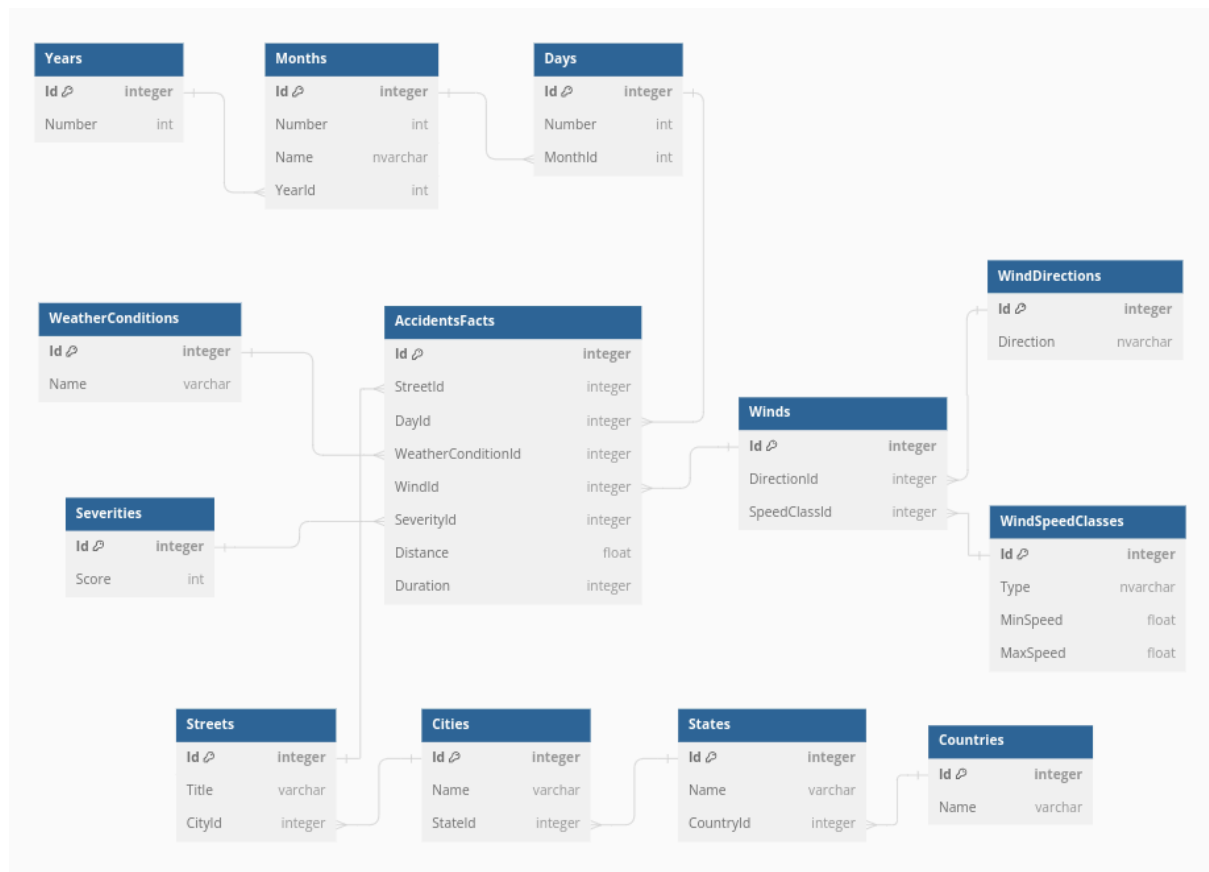 Years
Id integer
Number int
Months
Id integer
Number int
Name nvarchar
YearId int
Days
Id integer
Number int
MonthId int
WindDirections
Id integer
Direction nvarchar
WeatherConditions
Id integer
Name varchar
AccidentsFacts
Id integer
StreetId integer
DayId integer
WeatherConditionId integer
WindId integer
SeverityId integer
Distance float
Duration integer
Winds
Id integer
DirectionId integer
SpeedClassId integer
Severities
Id integer
Score int
WindSpeedClasses
Id integer
Type nvarchar
MinSpeed float
MaxSpeed float
Streets
Id integer
Title varchar
CityId integer
Cities
Id integer
Name varchar
StateId integer
States
Id integer
Name varchar
CountryId integer
Countries
Id integer
Name varchar